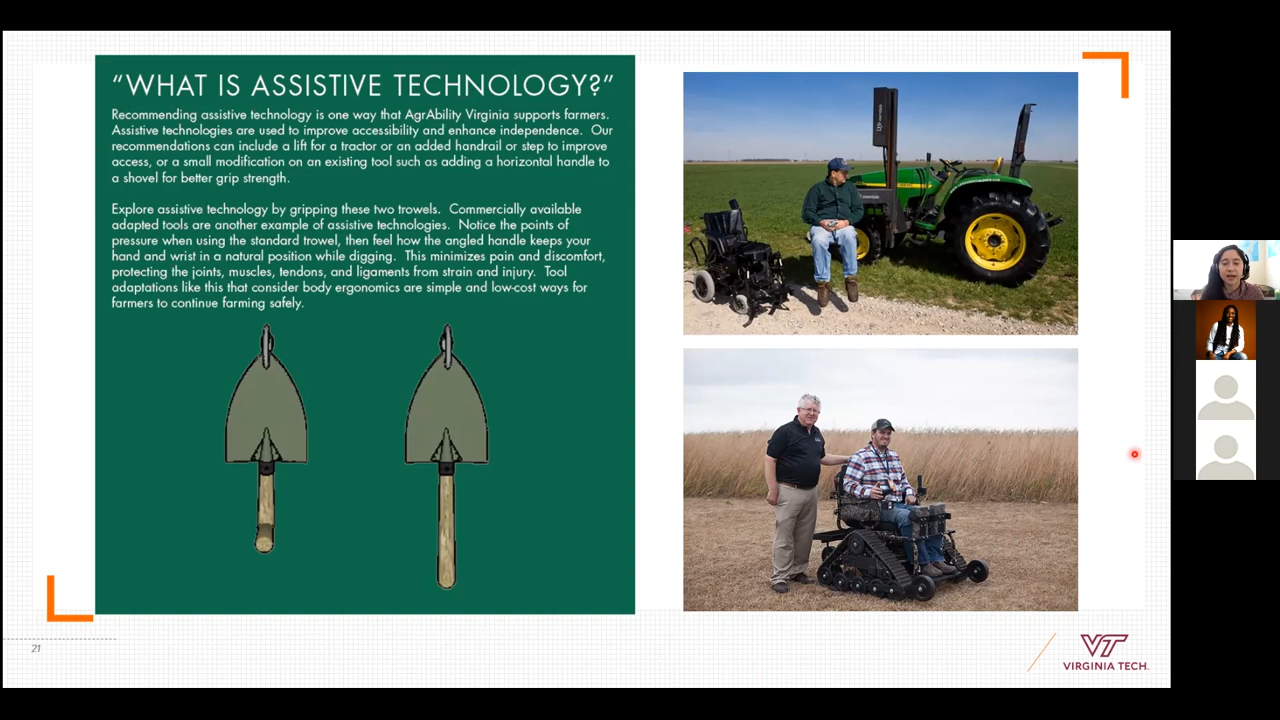 “WHAT IS ASSISTIVE TECHNOLOGY?”
Recommending assistive technology is one way that AgrAbility Virginia supports farmers.
Assistive technologies are used to improve accessibility and enhance independence. Our
recommendations can include a lift for a tractor or an added handrail or step to improve
access, or a small modification on an existing tool such as adding a horizontal handle to
a shovel for better grip strength.
Explore assistive technology by gripping these two trowels. Commercially available
adapted tools are another example of assistive technologies. Notice the points of
pressure when using the standard trowel, then feel how the angled handle keeps your
hand and wrist in a natural position while digging. This minimizes pain and discomfort,
protecting the joints, muscles, tendons, and ligaments from strain and injury. Tool
adaptations like this that consider body ergonomics are simple and low-cost ways for
farmers to continue farming safely.
21
VT
VIRGINIA TECH.